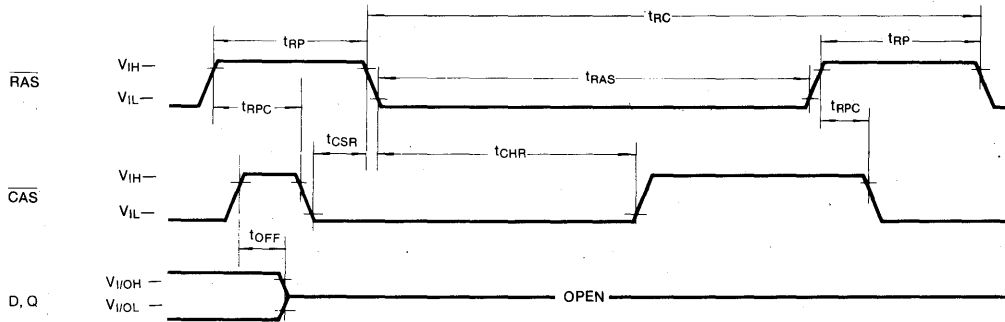 tRC
tRP
tRP
RAS
VIH—
VIL—
tRAS
tRPC
tRPC
tCSR
tCHR
CAS
VIH—
VIL—
tOFF
D, Q
VI/OH —
VI/OL —
OPEN